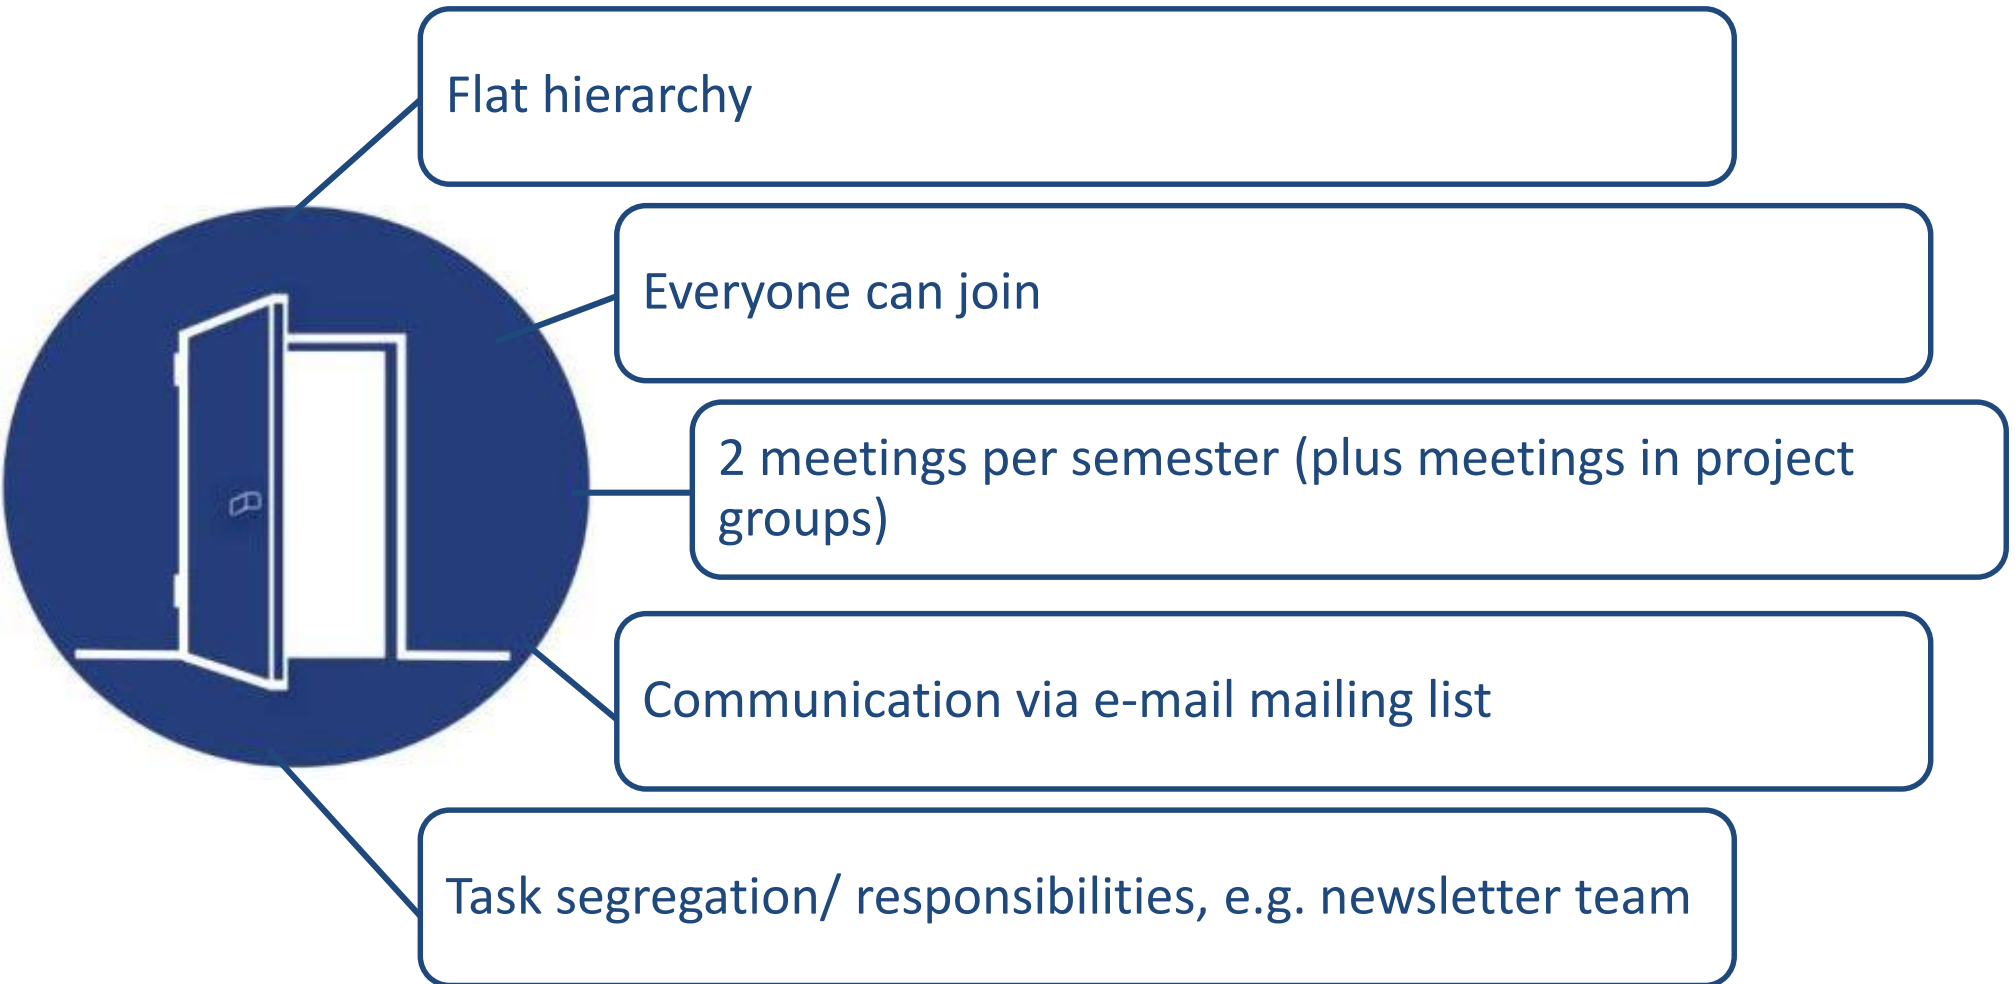 Flat hierarchy
Everyone can join
2 meetings per semester (plus meetings in project
groups)
Communication via e-mail mailing list
Task segregation/ responsibilities, e.g. newsletter team